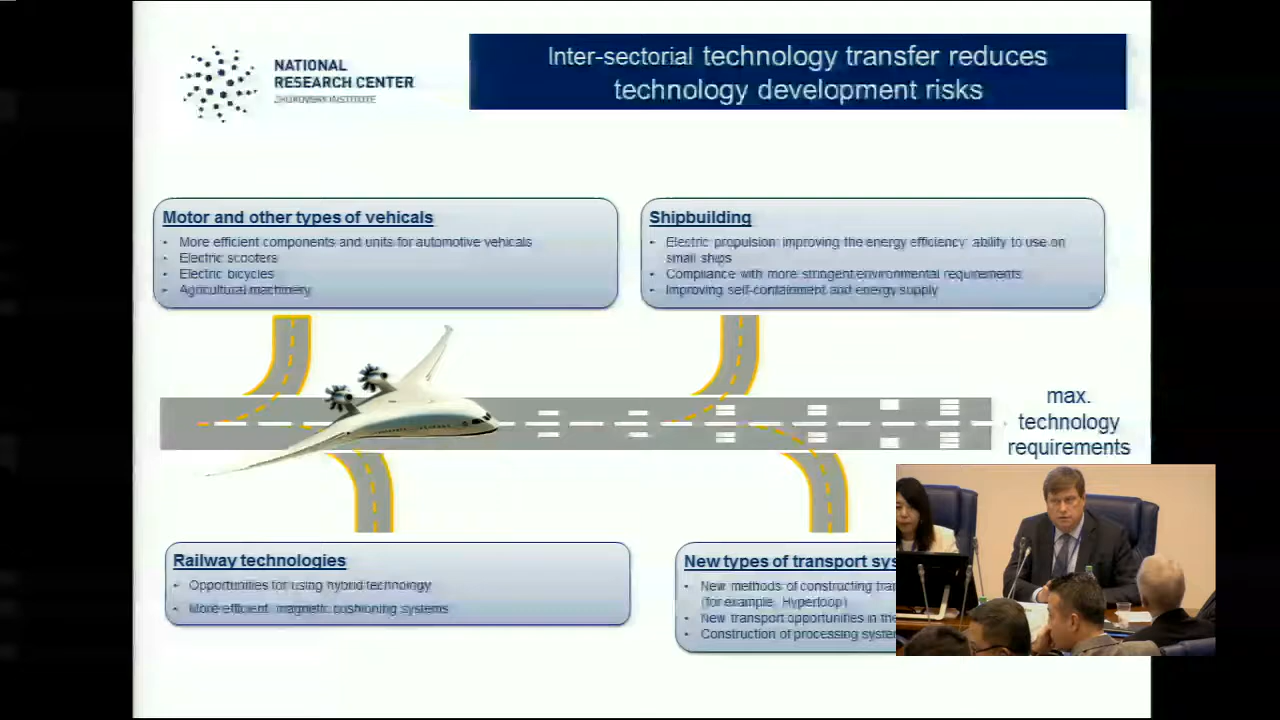 NATIONAL
RESEARCH CENTER
ZHUKOVSKY INSTITUTE
Inter-sectorial technology transfer reduces
technology development risks
Motor and other types of vehicals
• More efficient components and units for automotive vehicals
• Electric scooters
• Electric bicycles
• Agricultural machinery
Shipbuilding
• Electric propulsion: improving the energy efficiency: ability to use on
small ships
• Compliance with more stringent environmental requirements
• Improving self-containment and energy supply
max.
technology
requirements
Railway technologies
• Opportunities for using hybrid technology
• More efficient magnetic cushioning systems
New types of transport sys
• New methods of constructing tran
(for example, Hyperloop)
• New transport opportunities in the
• Construction of processing system